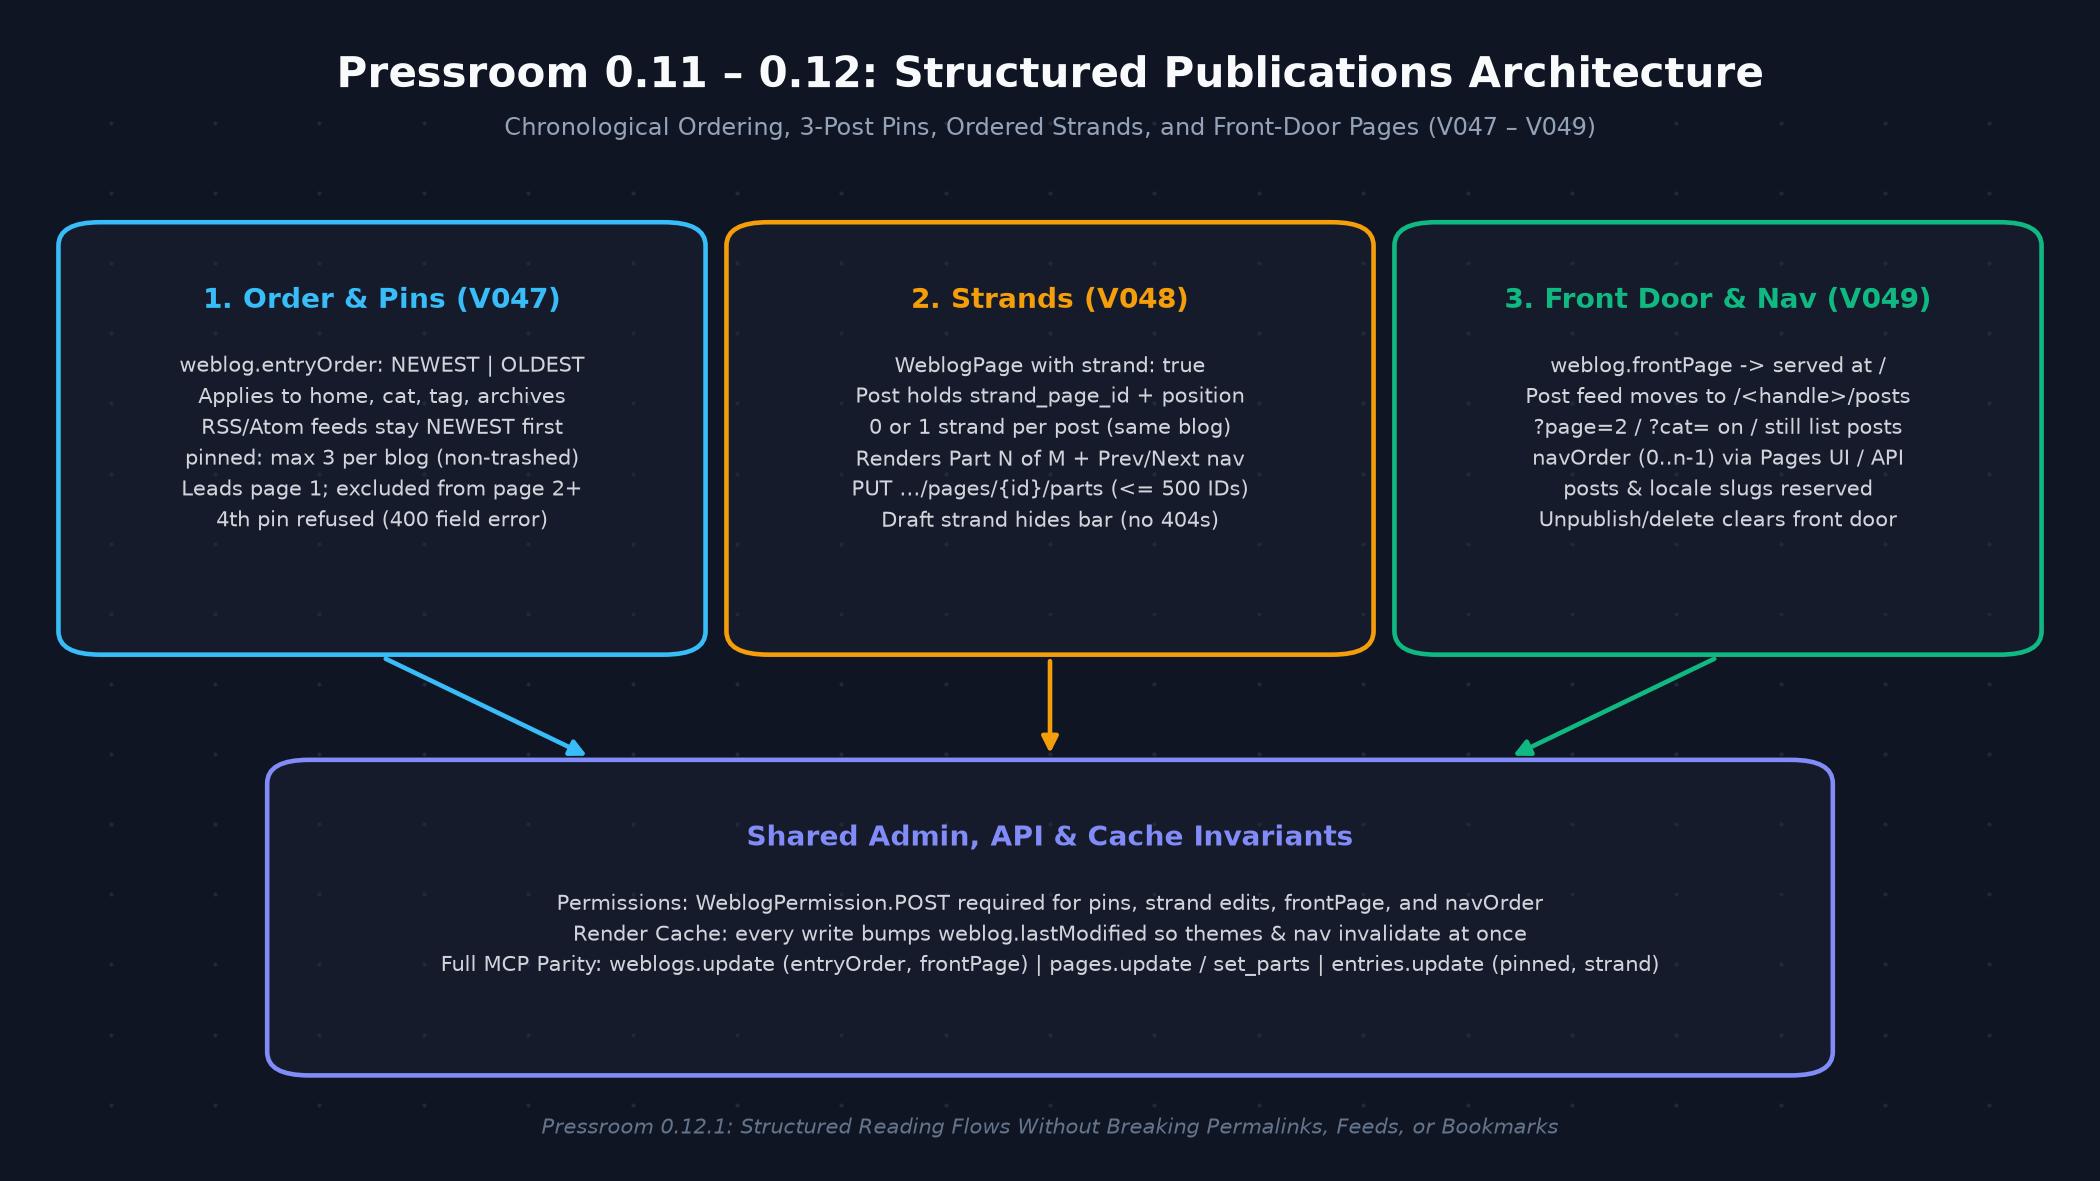 Pressroom 0.11 – 0.12: Structured Publications Architecture
Chronological Ordering, 3-Post Pins, Ordered Strands, and Front-Door Pages (V047 – V049)
1. Order & Pins (V047)
weblog.entryOrder: NEWEST | OLDEST
Applies to home, cat, tag, archives
RSS/Atom feeds stay NEWEST first
pinned: max 3 per blog (non-trashed)
Leads page 1; excluded from page 2+
4th pin refused (400 field error)
2. Strands (V048)
WeblogPage with strand: true
Post holds strand_page_id + position
0 or 1 strand per post (same blog)
Renders Part N of M + Prev/Next nav
PUT .../pages/{id}/parts (<= 500 IDs)
Draft strand hides bar (no 404s)
3. Front Door & Nav (V049)
weblog.frontPage -> served at /
Post feed moves to /<handle>/posts
?page=2 / ?cat= on / still list posts
navOrder (0..n-1) via Pages UI / API
posts & locale slugs reserved
Unpublish/delete clears front door
Shared Admin, API & Cache Invariants
Permissions: WeblogPermission.POST required for pins, strand edits, frontPage, and navOrder
Render Cache: every write bumps weblog.lastModified so themes & nav invalidate at once
Full MCP Parity: weblogs.update (entryOrder, frontPage) | pages.update / set_parts | entries.update (pinned, strand)
Pressroom 0.12.1: Structured Reading Flows Without Breaking Permalinks, Feeds, or Bookmarks